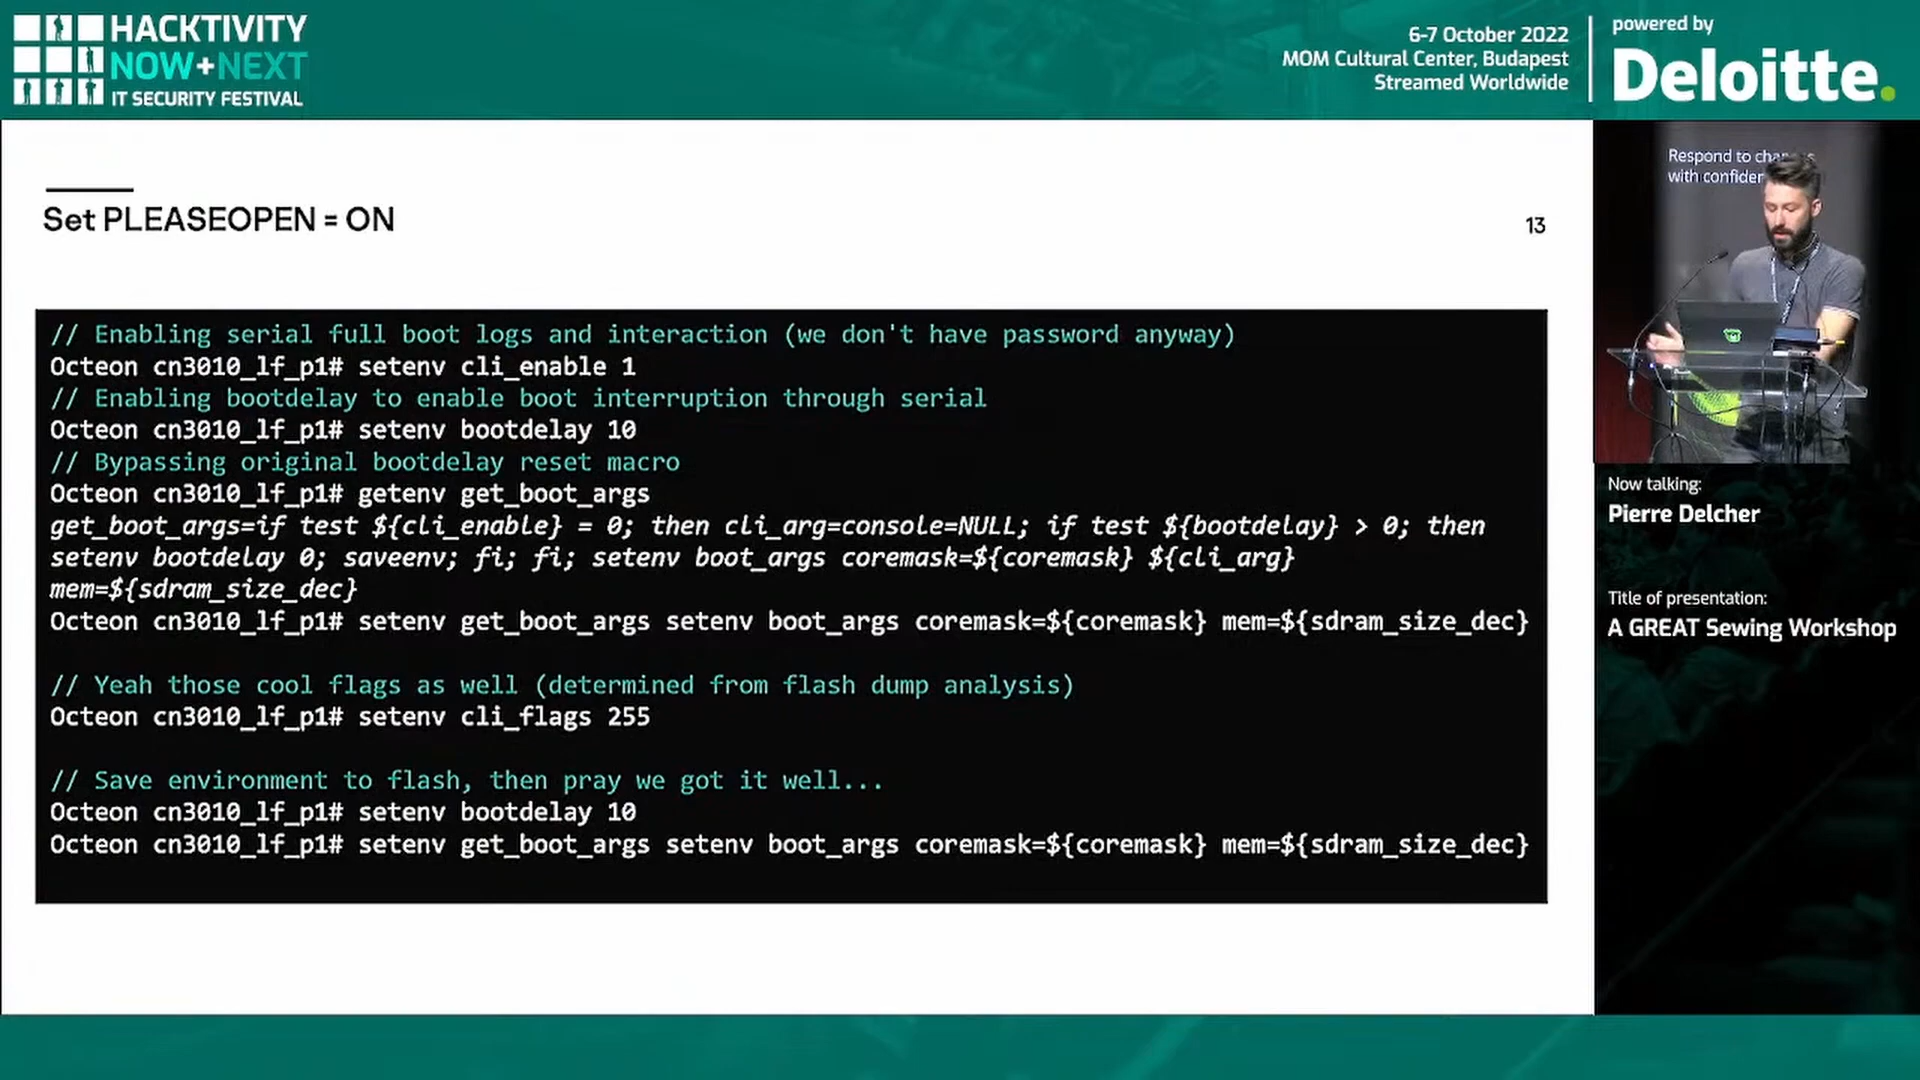 HACKTIVITY
NOW+NEXT
IT SECURITY FESTIVAL
6-7 October 2022
MOM Cultural Center, Budapest
Streamed Worldwide
powered by
Deloitte.
Set PLEASEOPEN = ON
13
// Enabling serial full boot logs and interaction (we don't have password anyway)
Octeon cn3010_lf_p1# setenv cli_enable 1
// Enabling bootdelay to enable boot interruption through serial
Octeon cn3010_lf_p1# setenv bootdelay 10
// Bypassing original bootdelay reset macro
Octeon cn3010_lf_p1# getenv get_boot_args
get_boot_args=if test ${cli_enable} = 0; then cli_arg=console=NULL; if test ${bootdelay} > 0; then
setenv bootdelay 0; saveenv; fi; fi; setenv boot_args coremask=${coremask} ${cli_arg}
mem=${sdram_size_dec}
Octeon cn3010_lf_p1# setenv get_boot_args setenv boot_args coremask=${coremask} mem=${sdram_size_dec}
// Yeah those cool flags as well (determined from flash dump analysis)
Octeon cn3010_lf_p1# setenv cli_flags 255
// Save environment to flash, then pray we got it well...
Octeon cn3010_lf_p1# setenv bootdelay 10
Octeon cn3010_lf_p1# setenv get_boot_args setenv boot_args coremask=${coremask} mem=${sdram_size_dec}
Respond to
with
Now talking:
Pierre Delcher
Title of presentation:
A GREAT Sewing Workshop